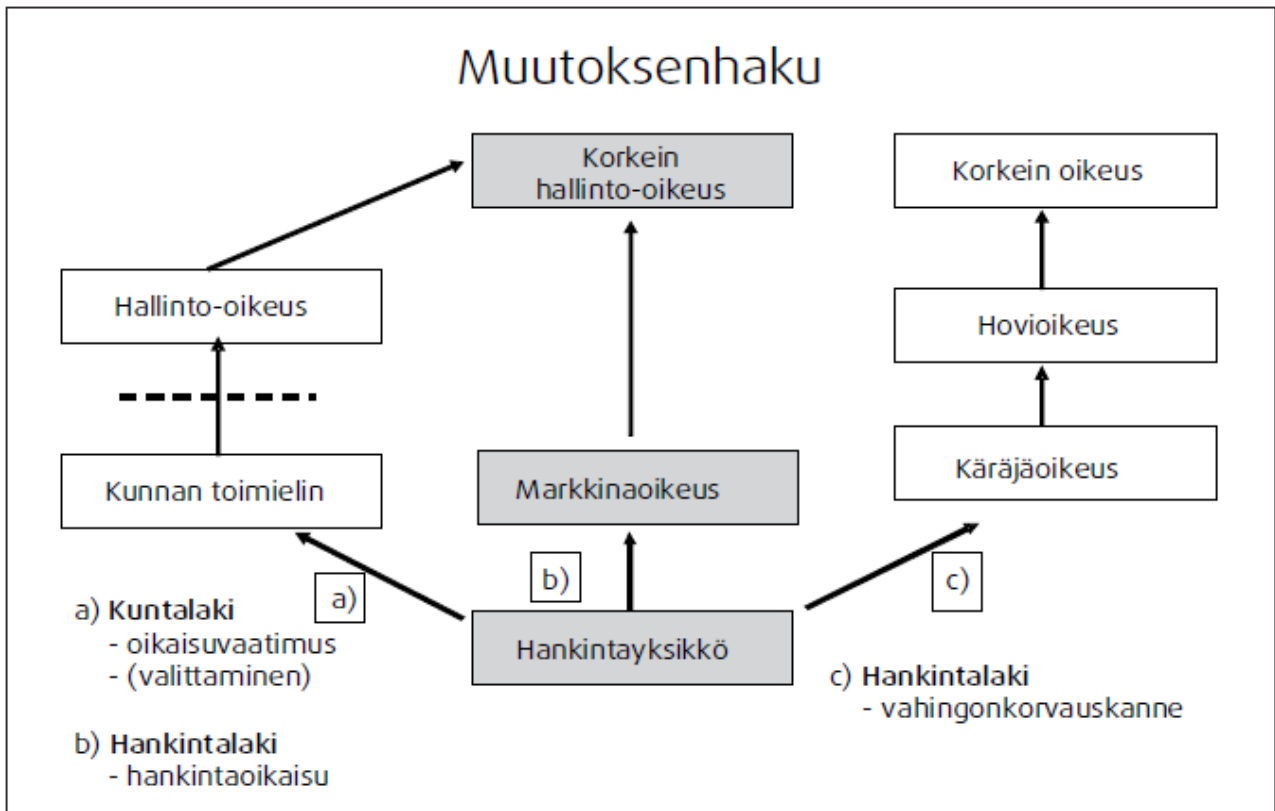 Muutoksenhaku
Korkein
hallinto-oikeus
Korkein oikeus
Hallinto-oikeus
Hovioikeus
Kunnan toimielin
Markkinaoikeus
Käräjäoikeus
a)
b)
c)
Hankintayksikkö
a) Kuntalaki
- oikaisuvaatimus
- (valittaminen)
b) Hankintalaki
- hankintaoikaisu
c) Hankintalaki
- vahingonkorvauskanne